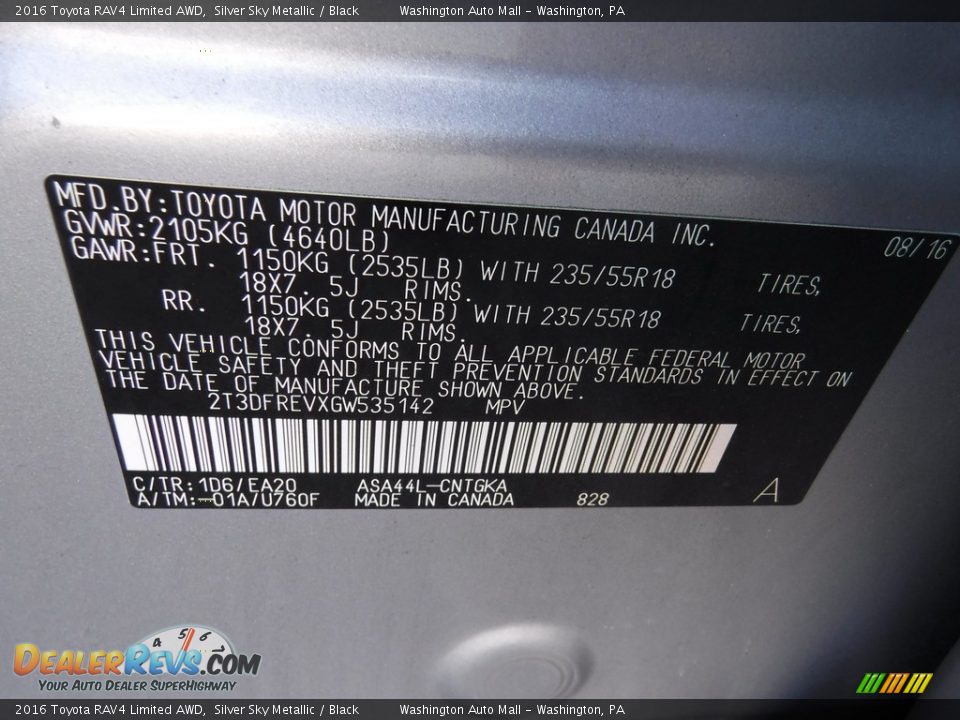 2016 Toyota RAV4 Limited AWD, Silver Sky Metallic / Black Washington Auto Mall - Washington, PA
MFD.BY:TOYOTA MOTOR MANUFACTURING CANADA INC. 08/16
GVWR:2105KG (4640LB)
GAWR:FRT. 1150KG (2535LB) WITH 235/55R18 TIRES,
18X7.5J RIMS.
RR. 1150KG (2535LB) WITH 235/55R18 TIRES,
18X7.5J RIMS.
THIS VEHICLE CONFORMS TO ALL APPLICABLE FEDERAL MOTOR
VEHICLE SAFETY AND THEFT PREVENTION STANDARDS IN EFFECT ON
THE DATE OF MANUFACTURE SHOWN ABOVE.
2T3DFREVXGW535142 MPV
C/TR:1D6/EA20 ASA44L-CNTGKA
A/TM:-01A/U760F MADE IN CANADA 828 A
4 5 6
DealerRevs.com
Your Auto Dealer SuperHighway
2016 Toyota RAV4 Limited AWD, Silver Sky Metallic / Black Washington Auto Mall - Washington, PA